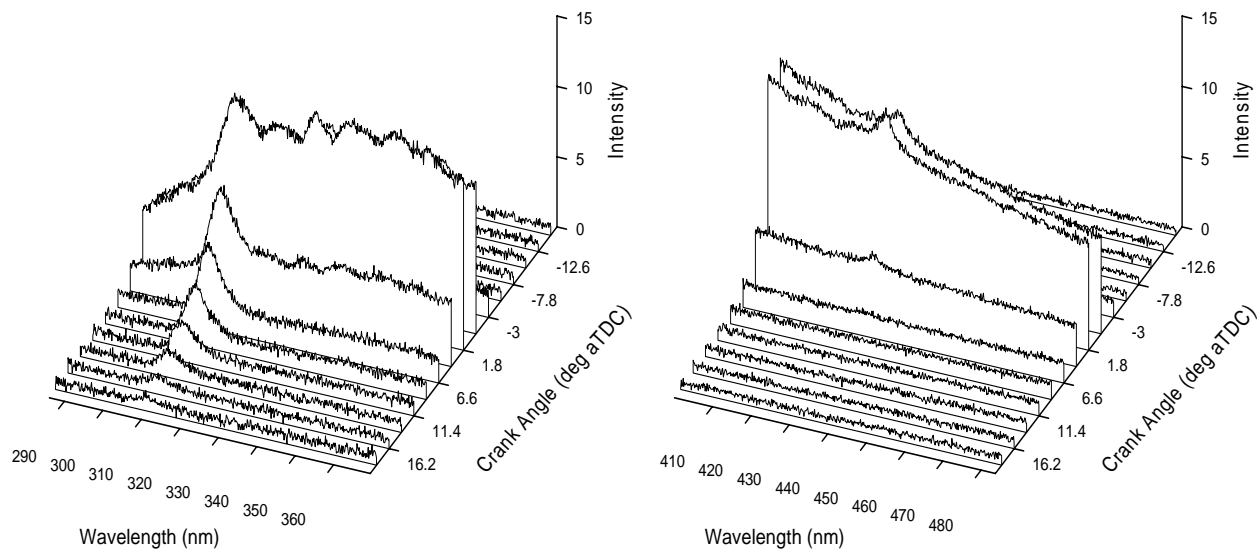 15
10
5
0
Intensity
-12.6
-7.8
-3
1.8
6.6
11.4
16.2
Crank Angle (deg aTDC)
290 300 310 320 330 340 350 360
Wavelength (nm)
15
10
5
0
Intensity
-12.6
-7.8
-3
1.8
6.6
11.4
16.2
Crank Angle (deg aTDC)
410 420 430 440 450 460 470 480
Wavelength (nm)